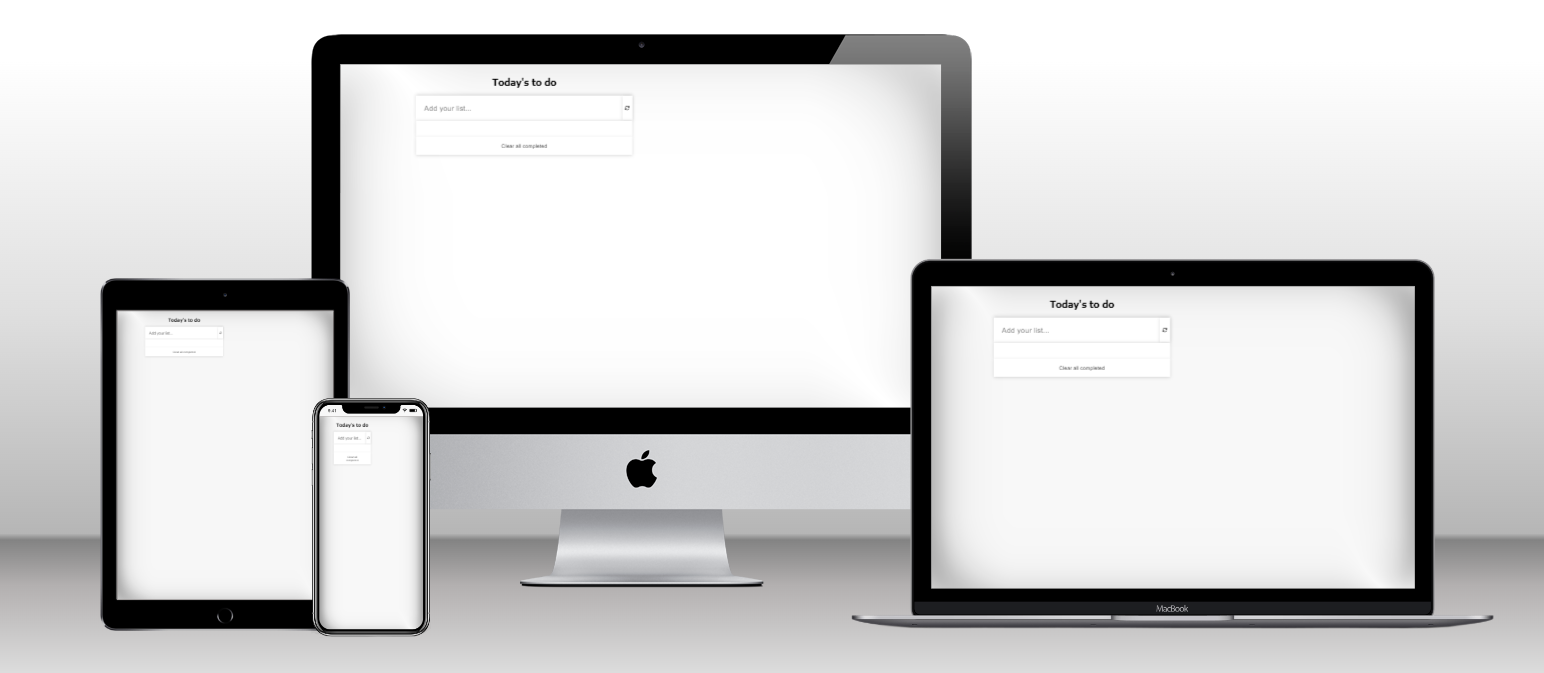 Today's to do
Add your list...
Clear all completed
Today's to do
Add your list...
Clear all completed
Today's to do
Add your list...
Clear all completed
9:41
Today's to do
Add your list...
Clear all
completed
MacBook